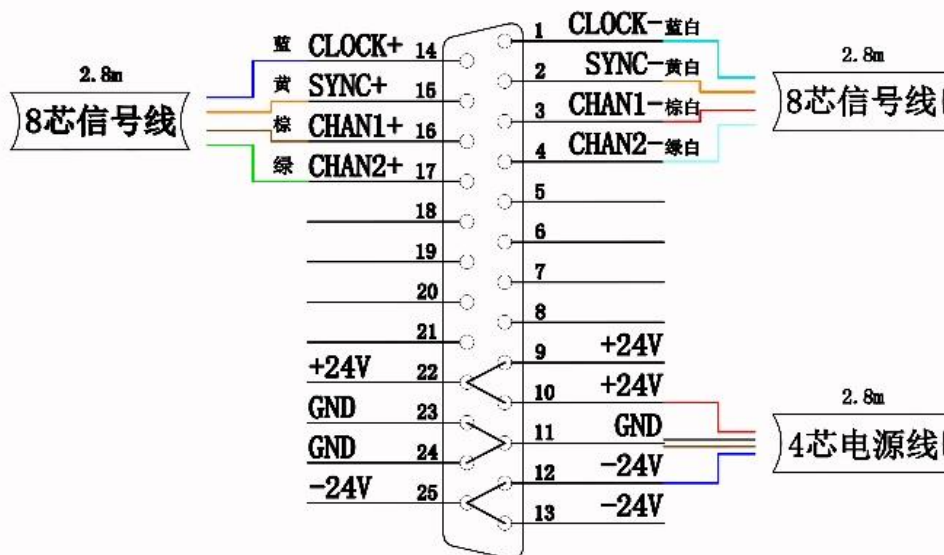 1 CLOCK-蓝白
蓝 CLOCK+ 14
2 SYNC-黄白
2.8m
黄 SYNC+ 15
2.8m
8芯信号线
3 CHAN1-棕白
8芯信号线
棕 CHAN1+ 16
4 CHAN2-绿白
绿 CHAN2+ 17
5
18
6
19
7
20
8
21
9 +24V
+24V 22
10 +24V
2.8m
GND 23
11 GND
4芯电源线
GND 24
12 -24V
-24V 25
13 -24V